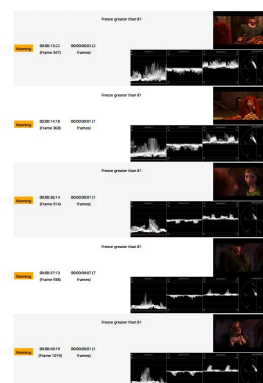 Freeze greater than 81
Warning
00:00:13:22
(Frame 347)
00:00:00:02 (2
frames)
Freeze greater than 81
Warning
00:00:14:18
(Frame 368)
00:00:00:01 (1
frames)
Freeze greater than 81
Warning
00:00:36:14
(Frame 914)
00:00:00:01 (1
frames)
Freeze greater than 81
Warning
00:00:37:13
00:00:00:07 (7
frames)
Freeze greater than 81
Warning
00:00:40:19
(Frame 1019)
00:00:00:01 (1
frames)